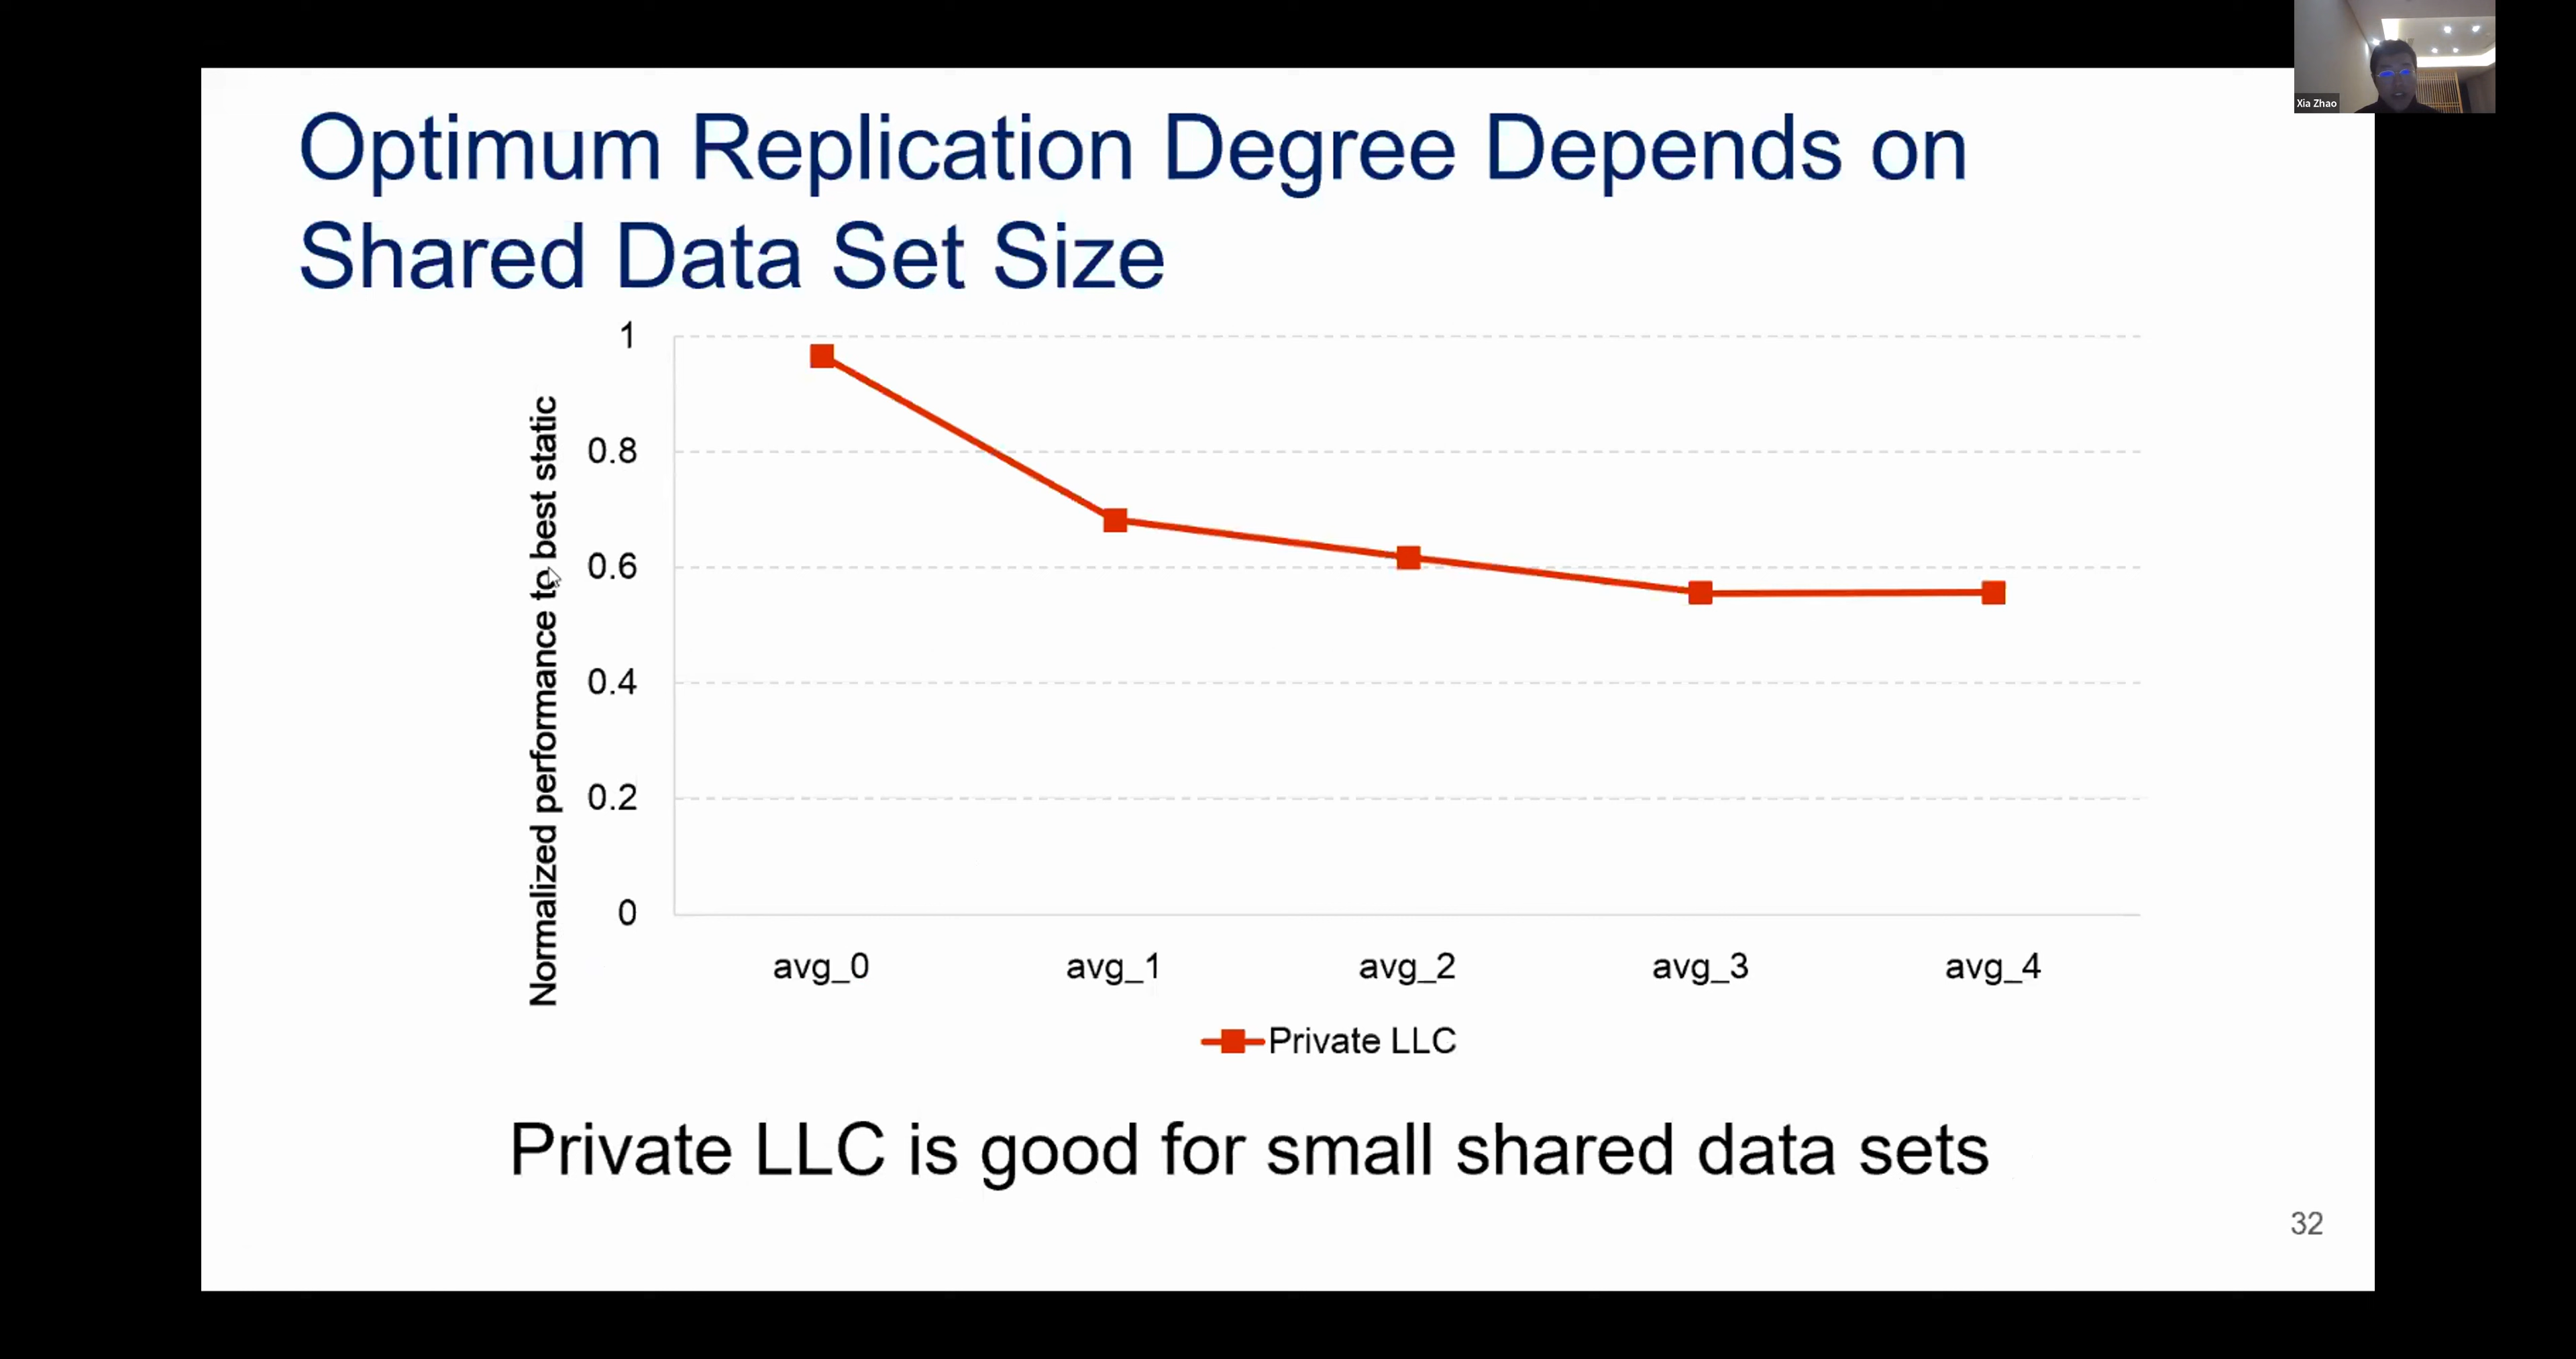 Xia Zhao
Optimum Replication Degree Depends on
Shared Data Set Size
Normalized performance to best static
1
0.8
0.6
0.4
0.2
0
avg_0 avg_1 avg_2 avg_3 avg_4
Private LLC
Private LLC is good for small shared data sets
32